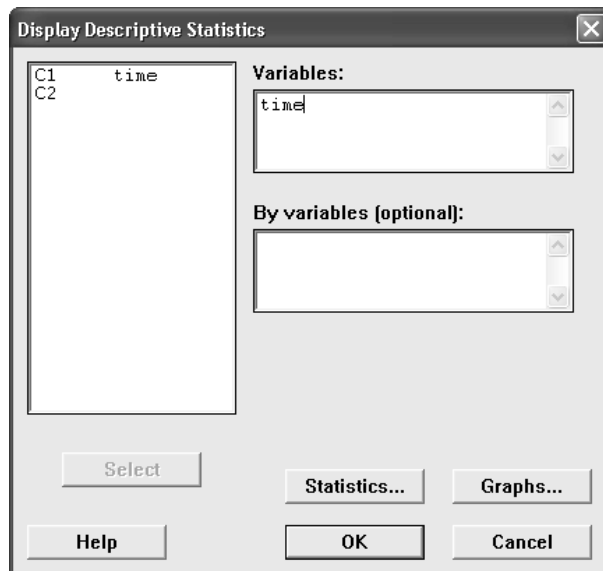 Display Descriptive Statistics
C1 time
C2
Variables:
time
By variables (optional):
Select
Statistics...
Graphs...
Help
OK
Cancel